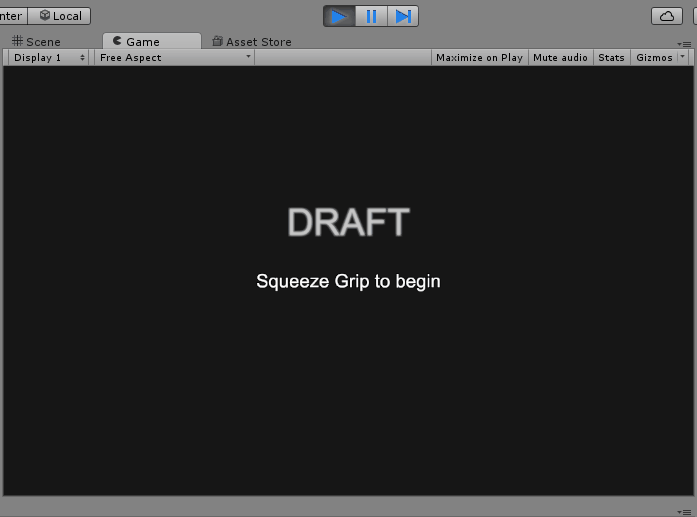 nter Local
Scene Game Asset Store
Display 1 Free Aspect Maximize on Play Mute audio Stats Gizmos
DRAFT
Squeeze Grip to begin